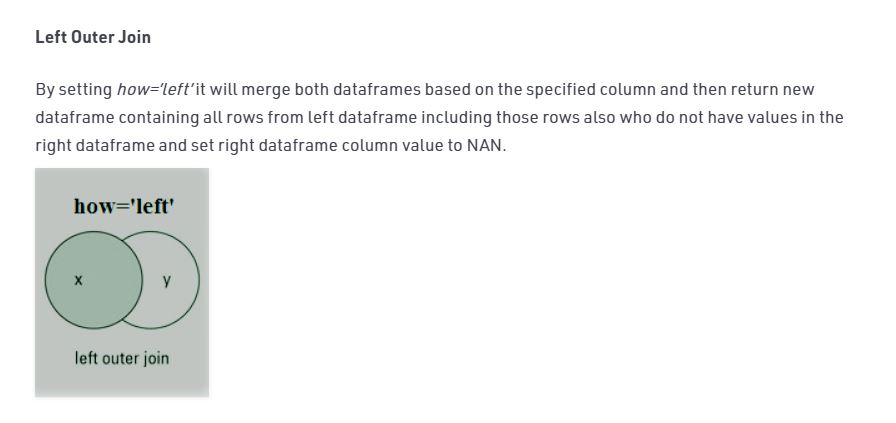 Left Outer Join
By setting how='left' it will merge both dataframes based on the specified column and then return new
dataframe containing all rows from left dataframe including those rows also who do not have values in the
right dataframe and set right dataframe column value to NAN.
how='left'
x y
left outer join